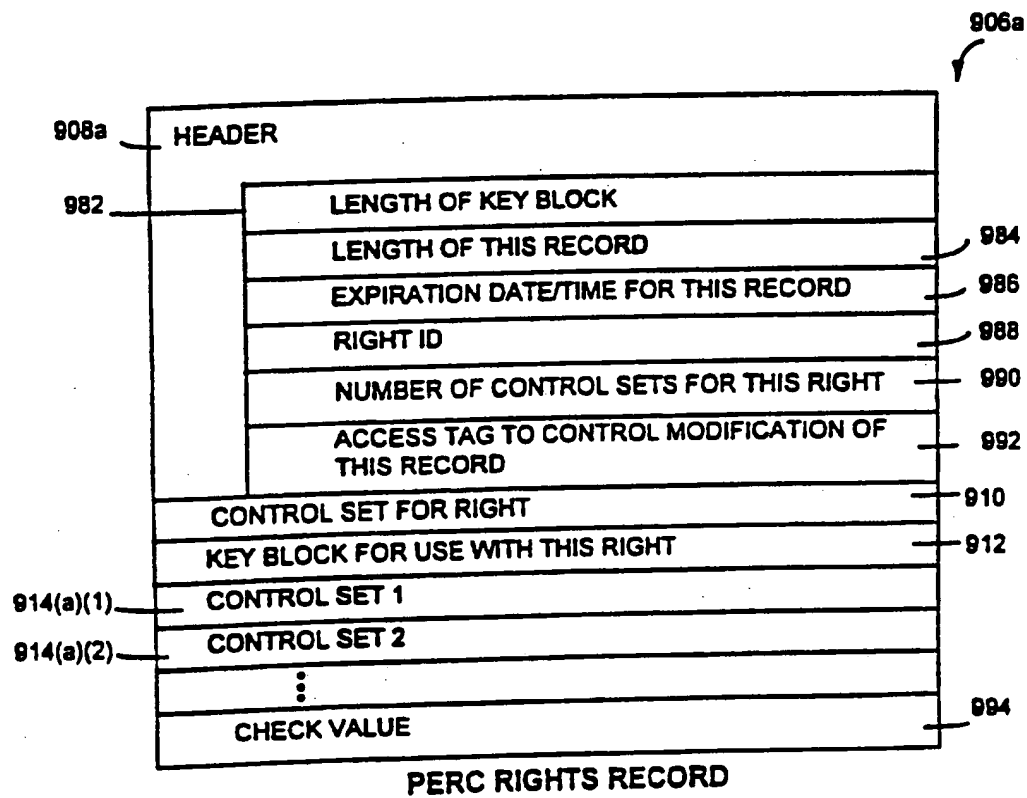 906a
908a
HEADER
982
LENGTH OF KEY BLOCK
LENGTH OF THIS RECORD
984
EXPIRATION DATE/TIME FOR THIS RECORD
986
RIGHT ID
988
NUMBER OF CONTROL SETS FOR THIS RIGHT
990
ACCESS TAG TO CONTROL MODIFICATION OF
THIS RECORD
992
CONTROL SET FOR RIGHT
910
KEY BLOCK FOR USE WITH THIS RIGHT
912
914(a)(1)
CONTROL SET 1
914(a)(2)
CONTROL SET 2
CHECK VALUE
994
PERC RIGHTS RECORD